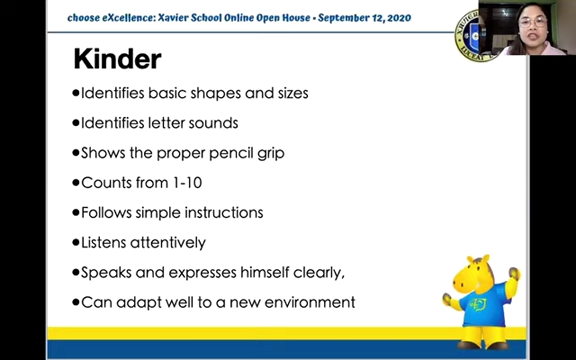 choose eXcellence: Xavier School Online Open House • September 12, 2020
Kinder
•Identifies basic shapes and sizes
•Identifies letter sounds
•Shows the proper pencil grip
•Counts from 1-10
•Follows simple instructions
•Listens attentively
•Speaks and expresses himself clearly,
•Can adapt well to a new environment